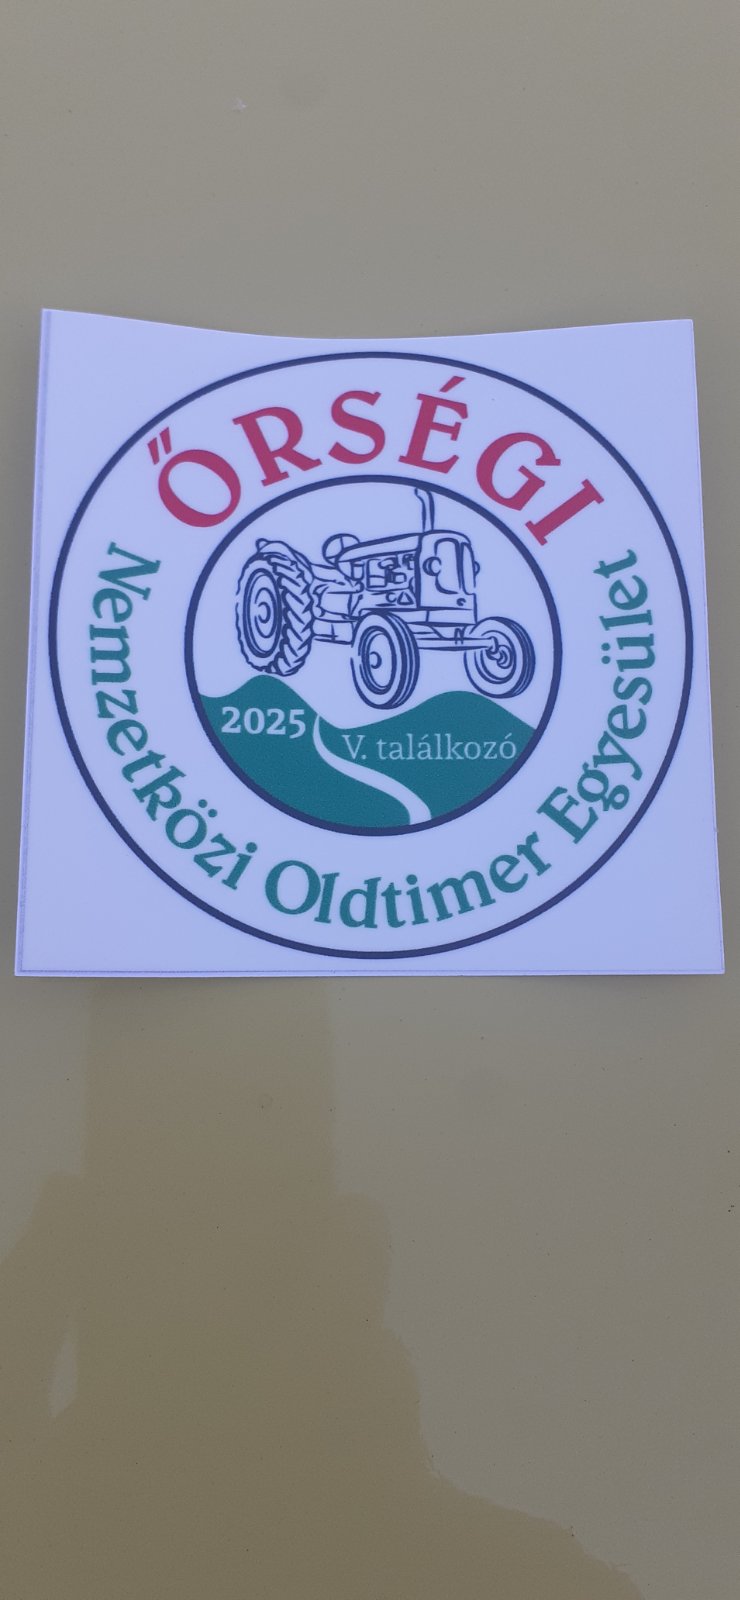 ŐRSÉGI
Nemzetközi Oldtimer Egyesület
2025
V. találkozó